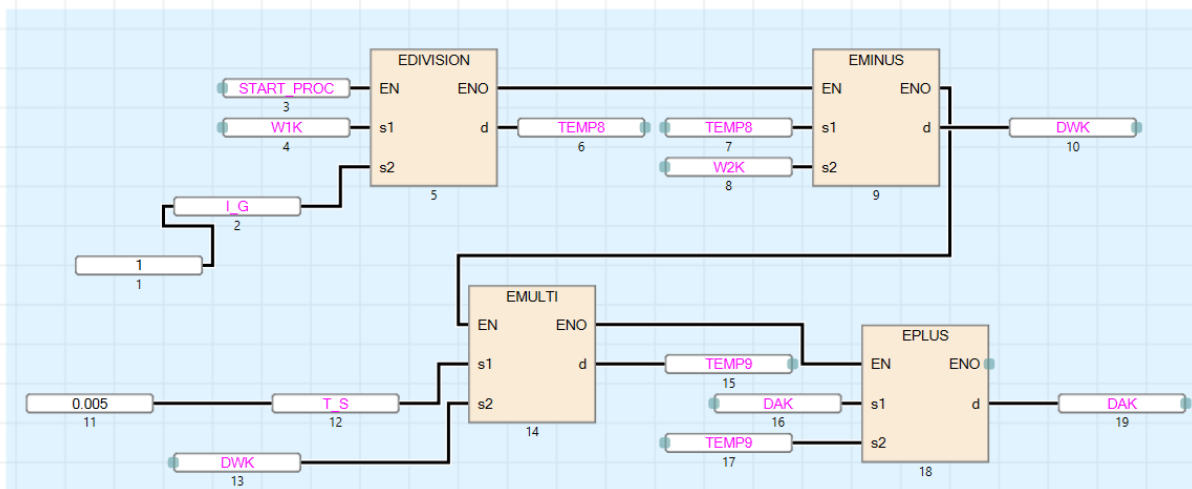 EDIVISION
EMINUS
START_PROC EN ENO EN ENO
3
W1K s1 d TEMP8 TEMP8 s1 d DWK
4 6 7 10
s2 W2K s2
5 8 9
I_G
2
1
1
EMULTI
EN ENO
EPLUS
s1 d TEMP9 EN ENO
15
0.005 T_S s2 DAK s1 d DAK
11 12 14 16 19
TEMP9 s2
17 18
DWK
13